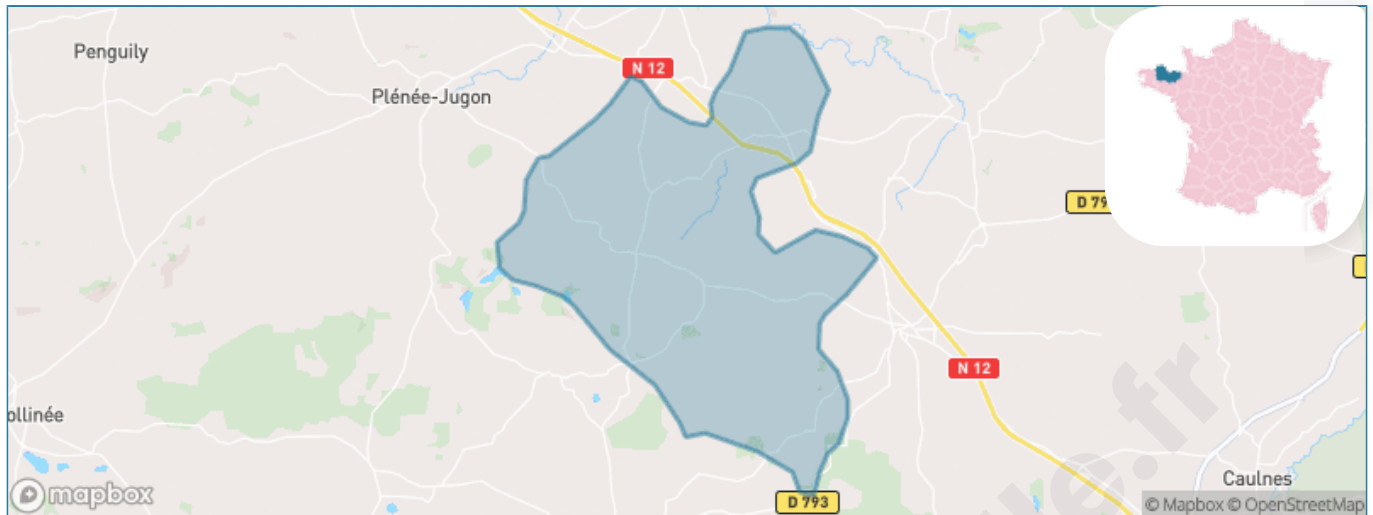 Penguily
N 12
Plénée-Jugon
D 79
N 12
ollinée
Caulnes
D 793
mapbox
© Mapbox © OpenStreetMap